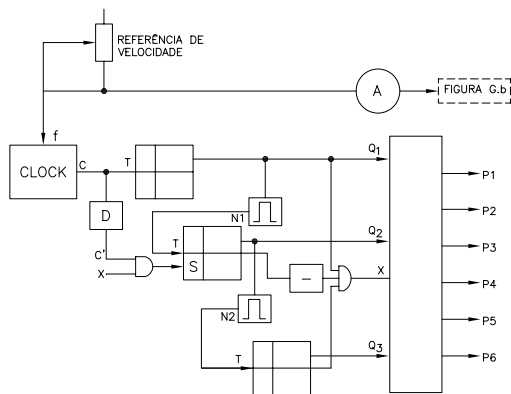 REFERÊNCIA DE
VELOCIDADE
A
FIGURA G.b
f
CLOCK
C
T
Q1
P1
D
N1
P2
T
Q2
P3
C'
X
S
X
P4
N2
P5
T
Q3
P6